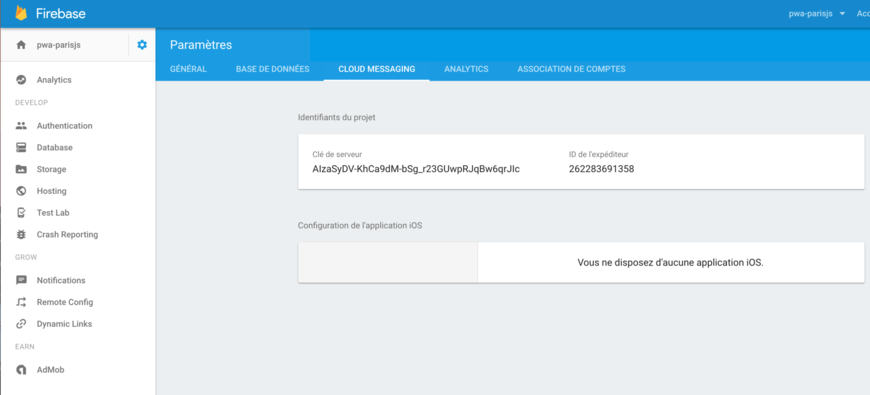 Firebase
pwa-parisjs
Acc
pwa-parisjs
Paramètres
GÉNÉRAL
BASE DE DONNÉES
CLOUD MESSAGING
ANALYTICS
ASSOCIATION DE COMPTES
Analytics
DEVELOP
Authentication
Database
Storage
Hosting
Test Lab
Crash Reporting
GROW
Notifications
Remote Config
Dynamic Links
EARN
AdMob
Identifiants du projet
Clé de serveur
AIzaSyDV-KhCa9dM-bSg_r23GUwpRJqBw6qrJIc
ID de l'expéditeur
262283691358
Configuration de l'application iOS
Vous ne disposez d'aucune application iOS.